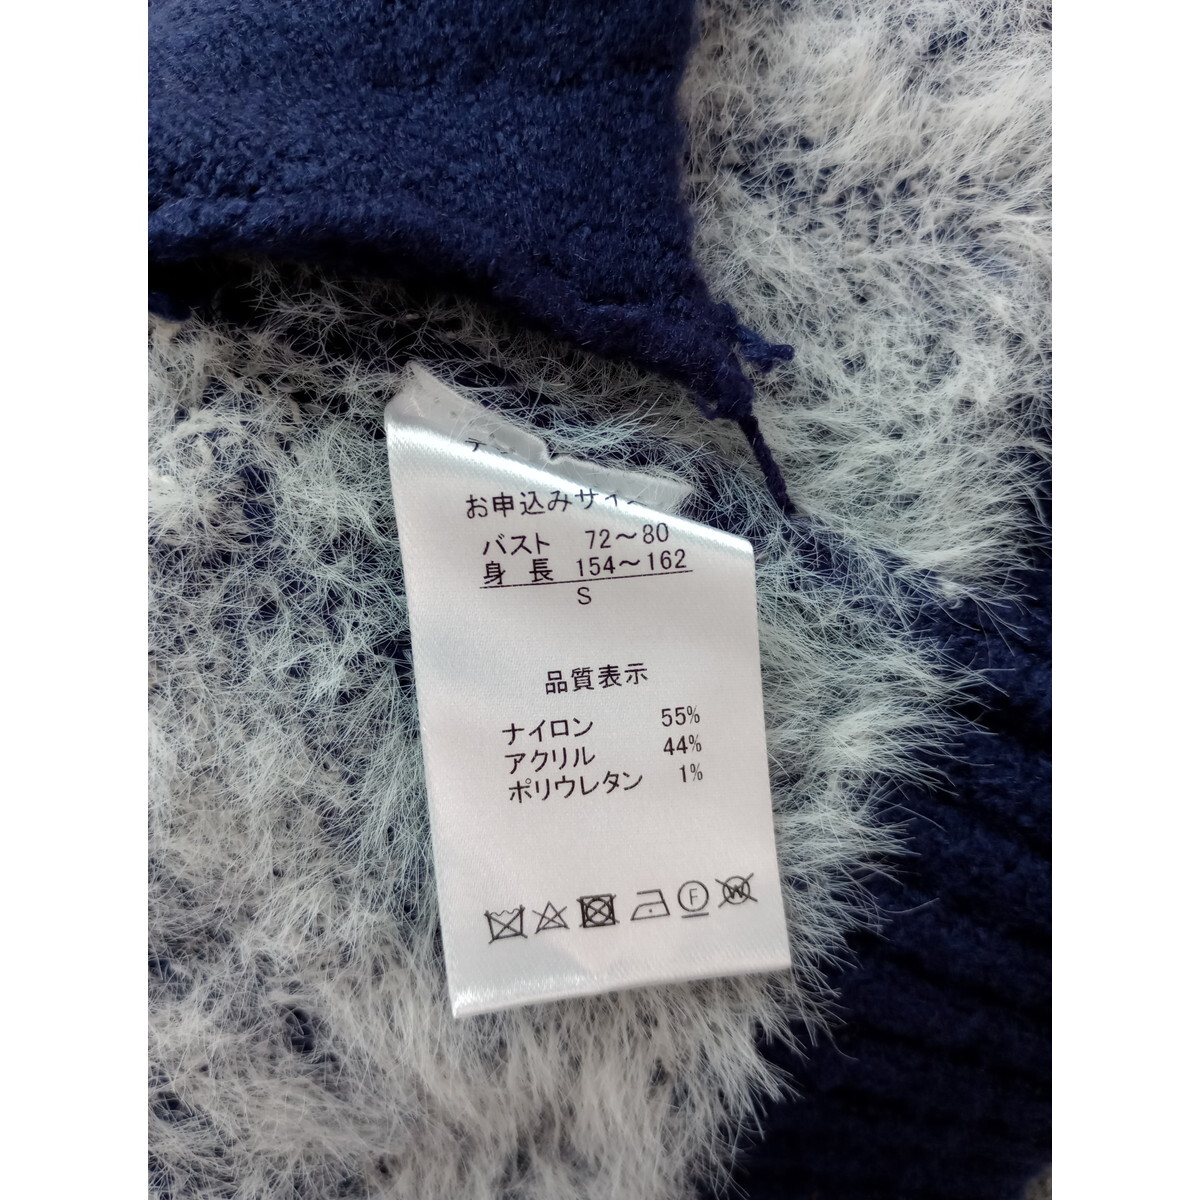 お申込みサイ
バスト 72～80
身長 154～162
S
品質表示
ナイロン 55%
アクリル 44%
ポリウレタン 1%
F W